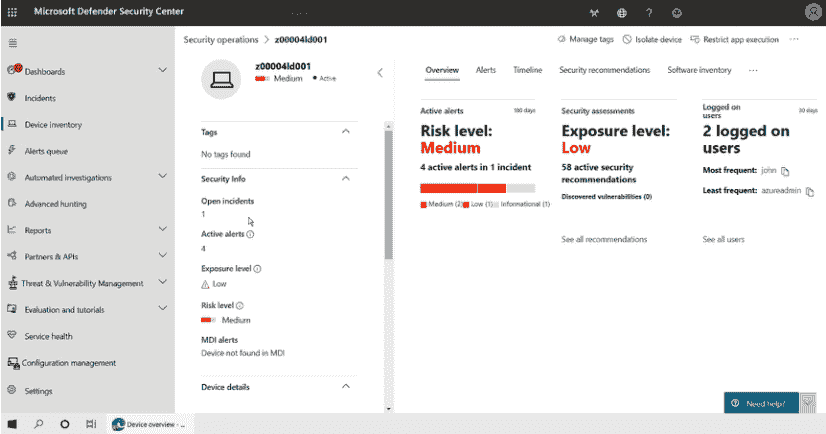 Microsoft Defender Security Center
Security operations > z00004ld001
Manage tags
Isolate device
Restrict app execution
Dashboards
Incidents
Device inventory
Alerts queue
Automated investigations
Advanced hunting
Reports
Partners & APIs
Threat & Vulnerability Management
Evaluation and tutorials
Service health
Configuration management
Settings
z00004ld001
Medium
Active
Tags
No tags found
Security Info
Open incidents
1
Active alerts
4
Exposure level
Low
Risk level
Medium
MDI alerts
Device not found in MDI
Device details
Overview
Alerts
Timeline
Security recommendations
Software inventory
Active alerts
180 days
Risk level:
Medium
4 active alerts in 1 incident
Medium (2) Low (1) Informational (1)
Security assessments
Exposure level:
Low
58 active security
recommendations
Discovered vulnerabilities (0)
See all recommendations
Logged on
users
30 days
2 logged on
users
Most frequent: john
Least frequent: azureadmin
See all users
Need help?
Device overview - ...